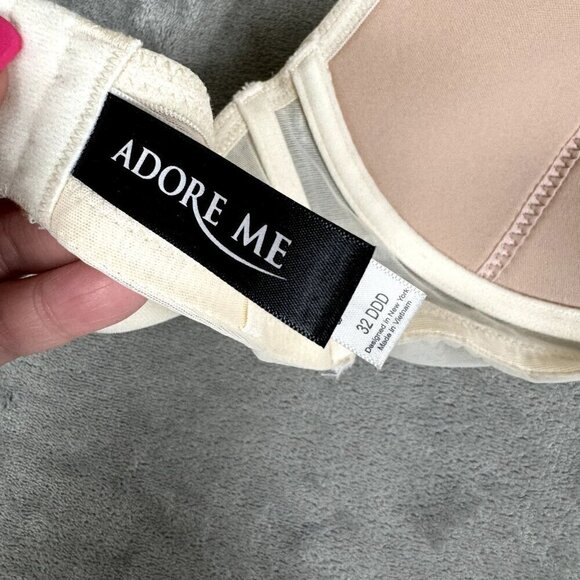 ADORE ME
32 DDD
Designed in New York
Made in Vietnam